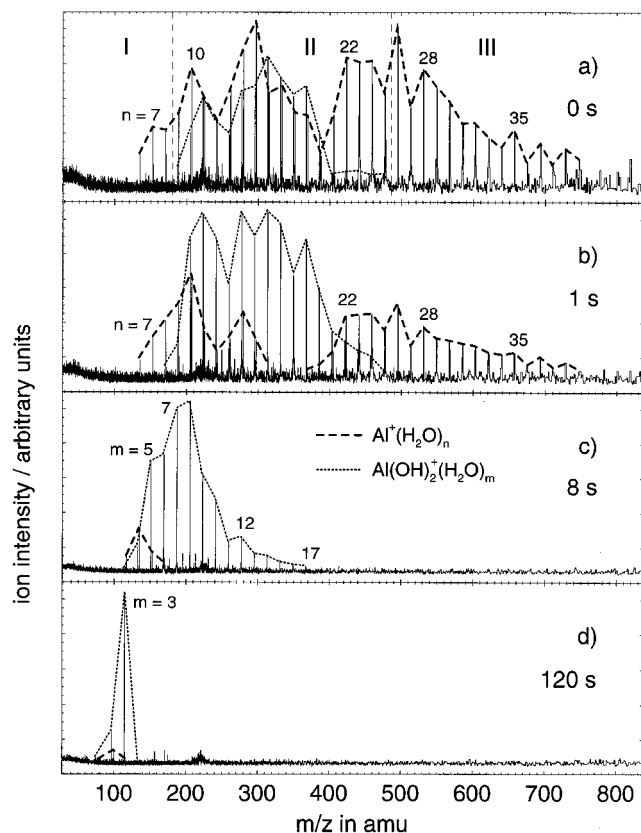 I II III
10 22 28 35
n = 7
a)
0 s
b)
1 s
n = 7
22 28 35
7
m = 5
12
17
Al⁺(H₂O)ₙ
Al(OH)₂⁺(H₂O)ₘ
c)
8 s
m = 3
d)
120 s
ion intensity / arbitrary units
100 200 300 400 500 600 700 800
m/z in amu